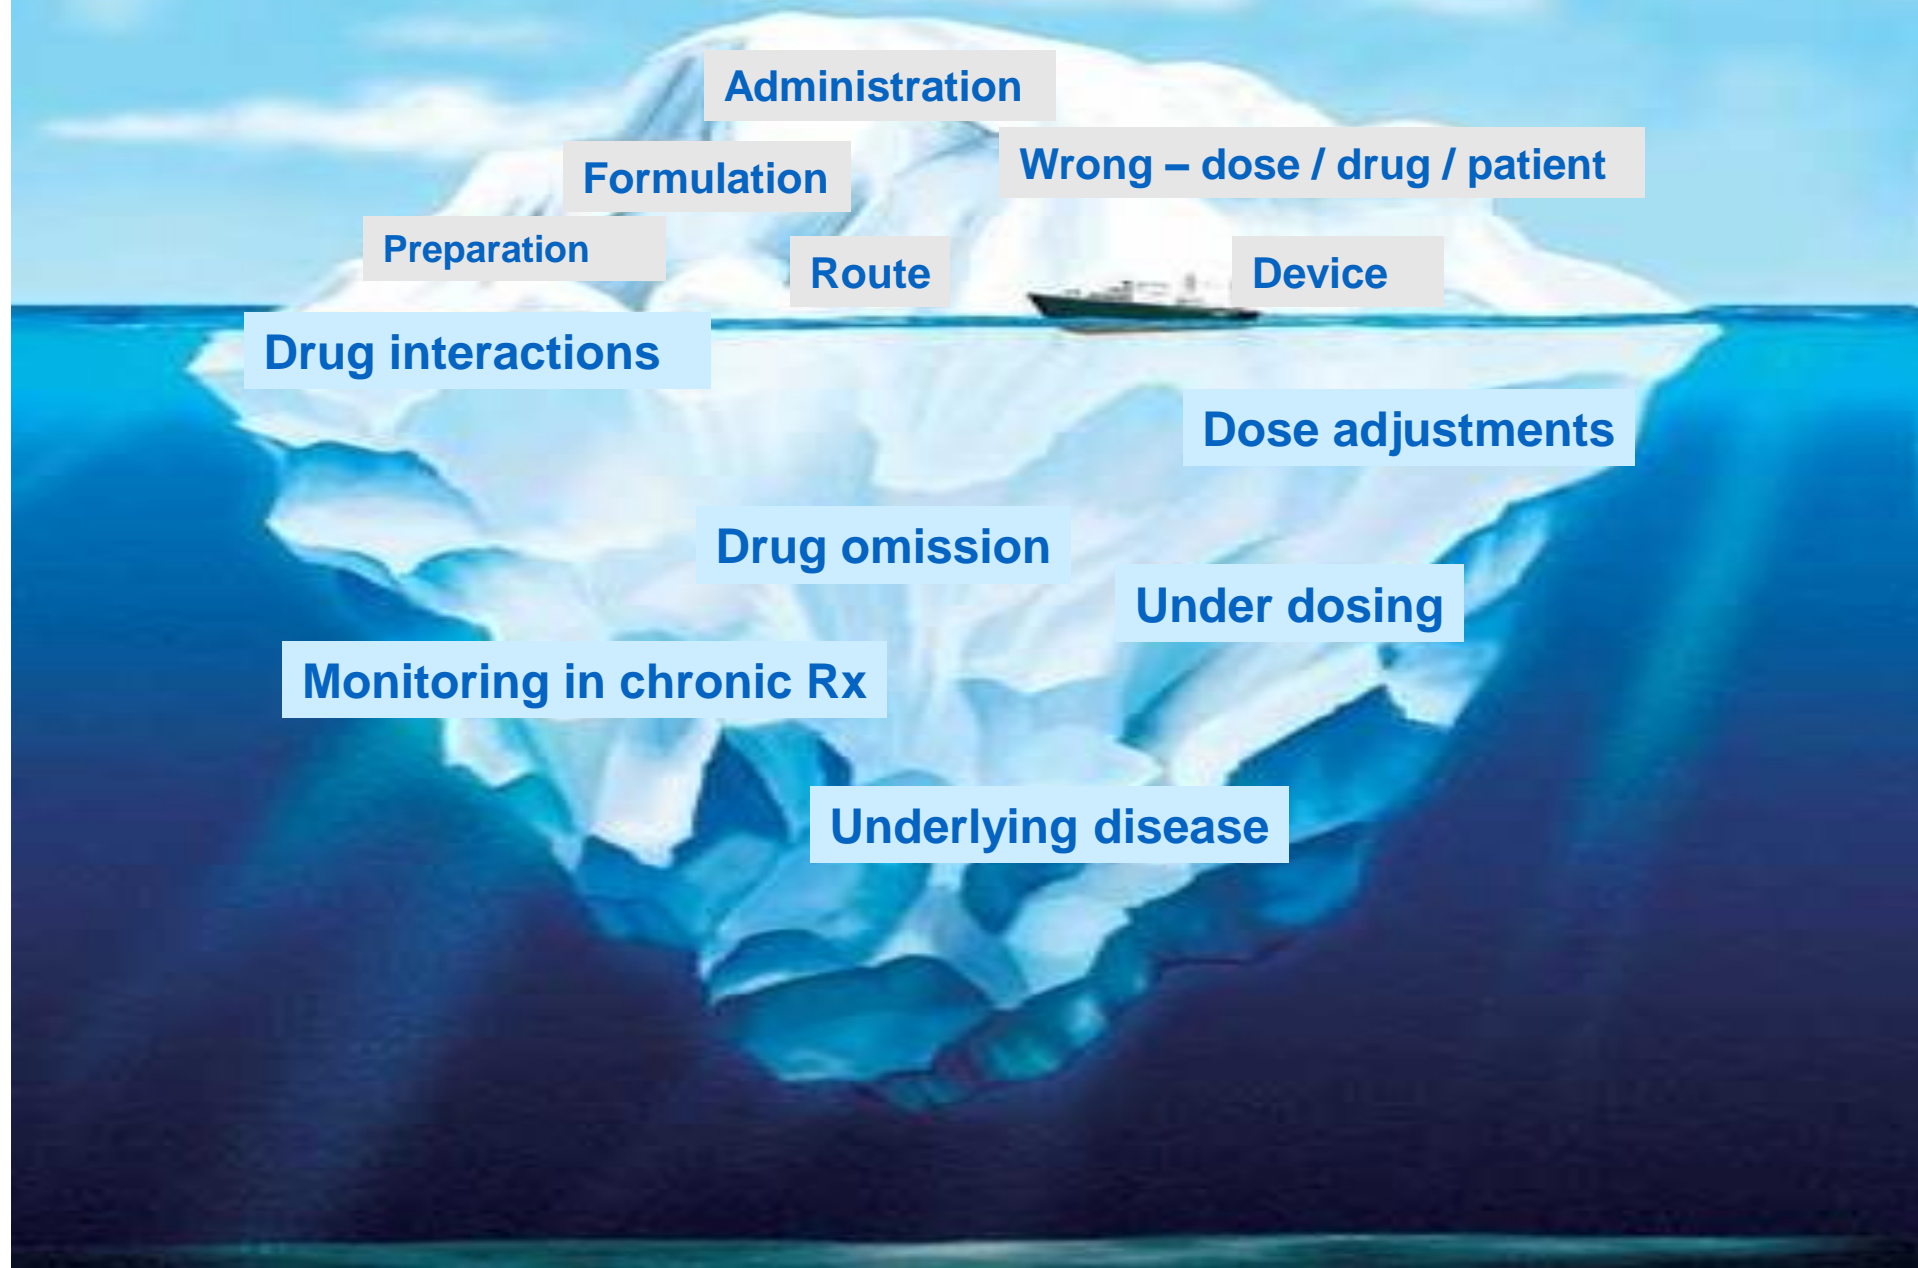 Administration
Wrong – dose / drug / patient
Formulation
Preparation
Route
Device
Drug interactions
Dose adjustments
Drug omission
Under dosing
Monitoring in chronic Rx
Underlying disease